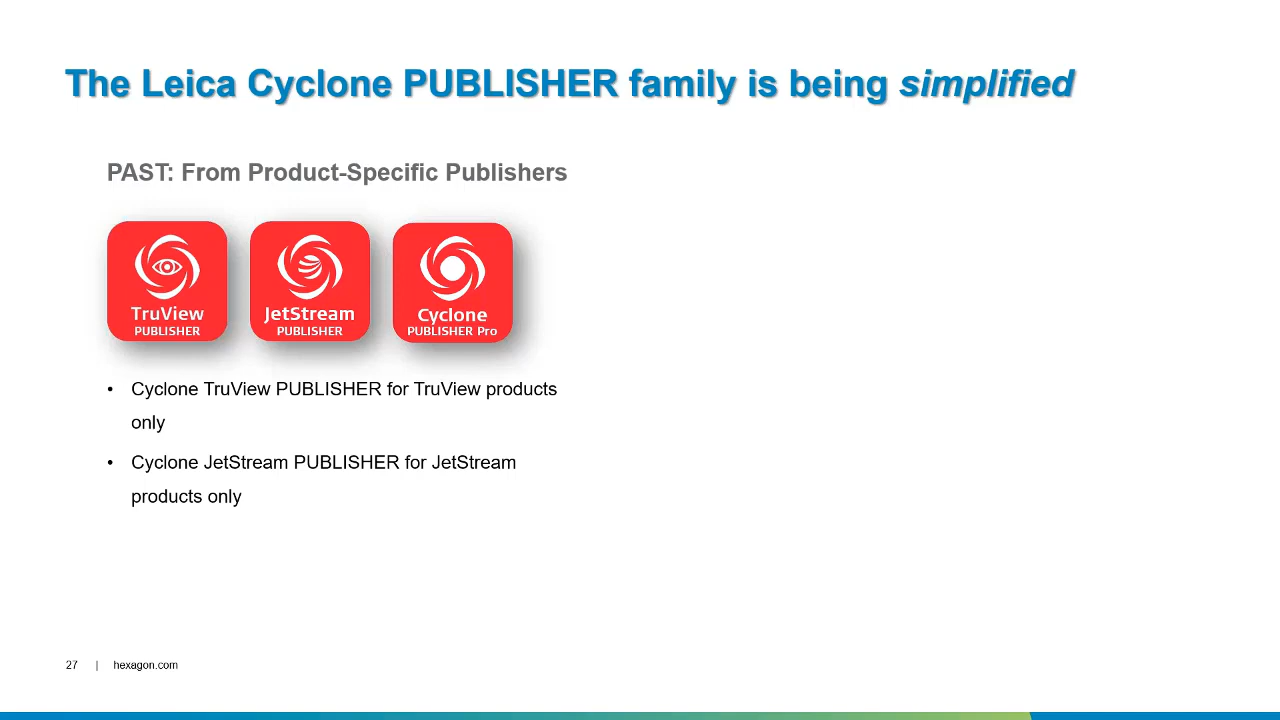 The Leica Cyclone PUBLISHER family is being simplified
PAST: From Product-Specific Publishers
TruView
PUBLISHER
JetStream
PUBLISHER
Cyclone
PUBLISHER Pro
• Cyclone TruView PUBLISHER for TruView products
only
• Cyclone JetStream PUBLISHER for JetStream
products only
27 | hexagon.com